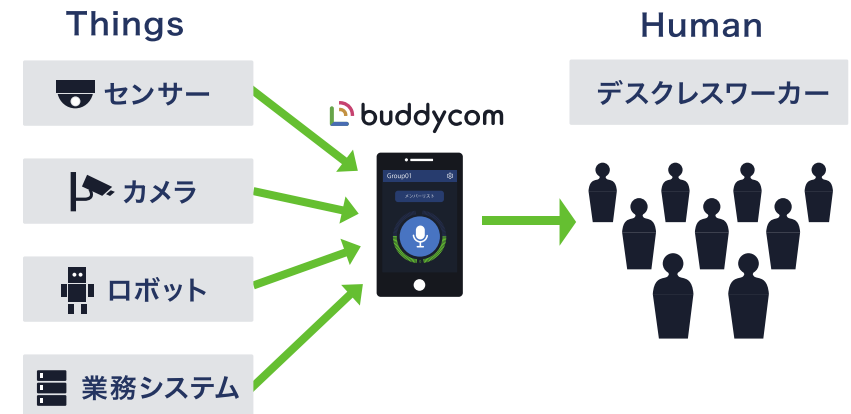 Things
Human
センサー
カメラ
ロボット
業務システム
buddycom
Group01
メンバーリスト
デスクレスワーカー